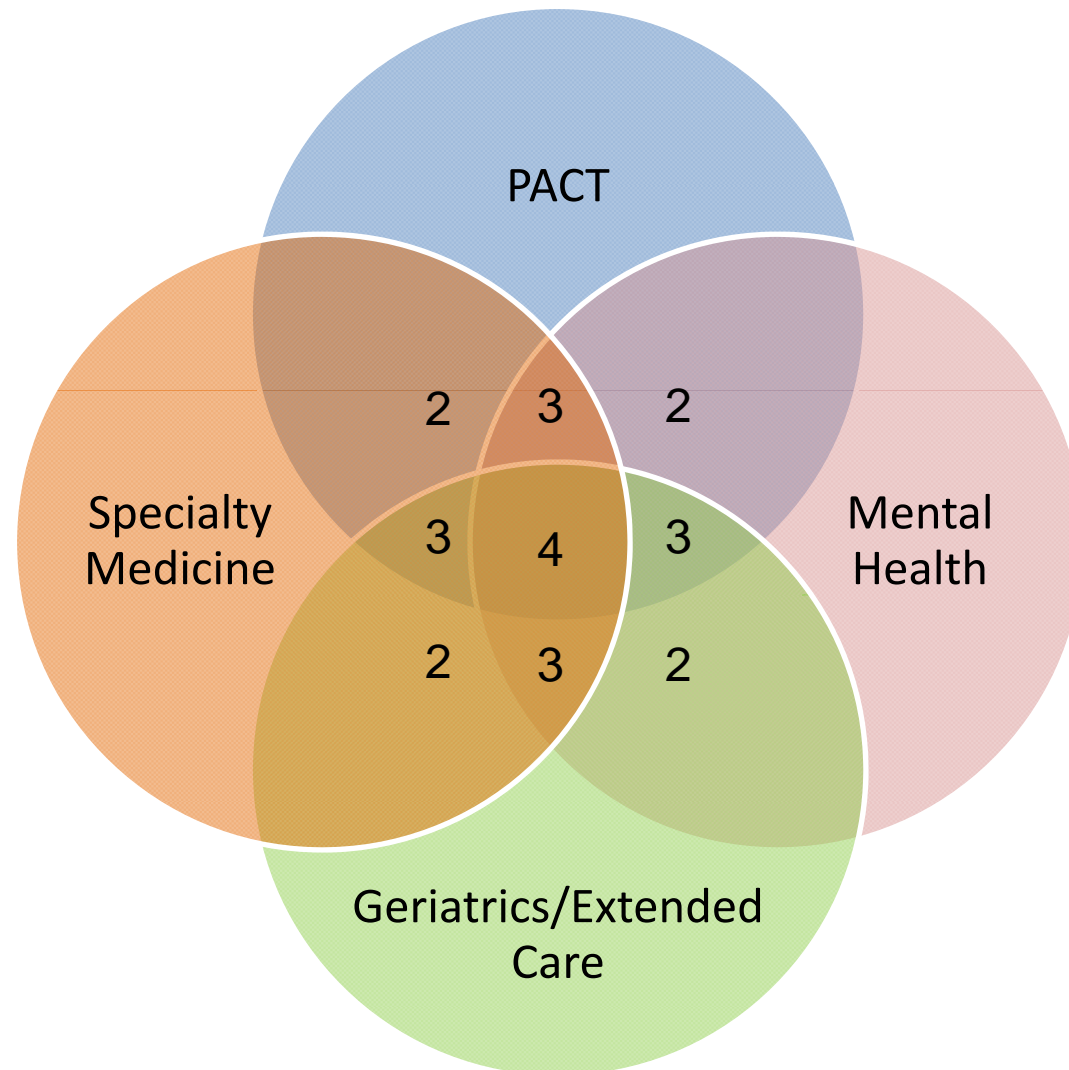 PACT
2 3 2
Specialty
Medicine
3 4 3
Mental
Health
2 3 2
Geriatrics/Extended
Care